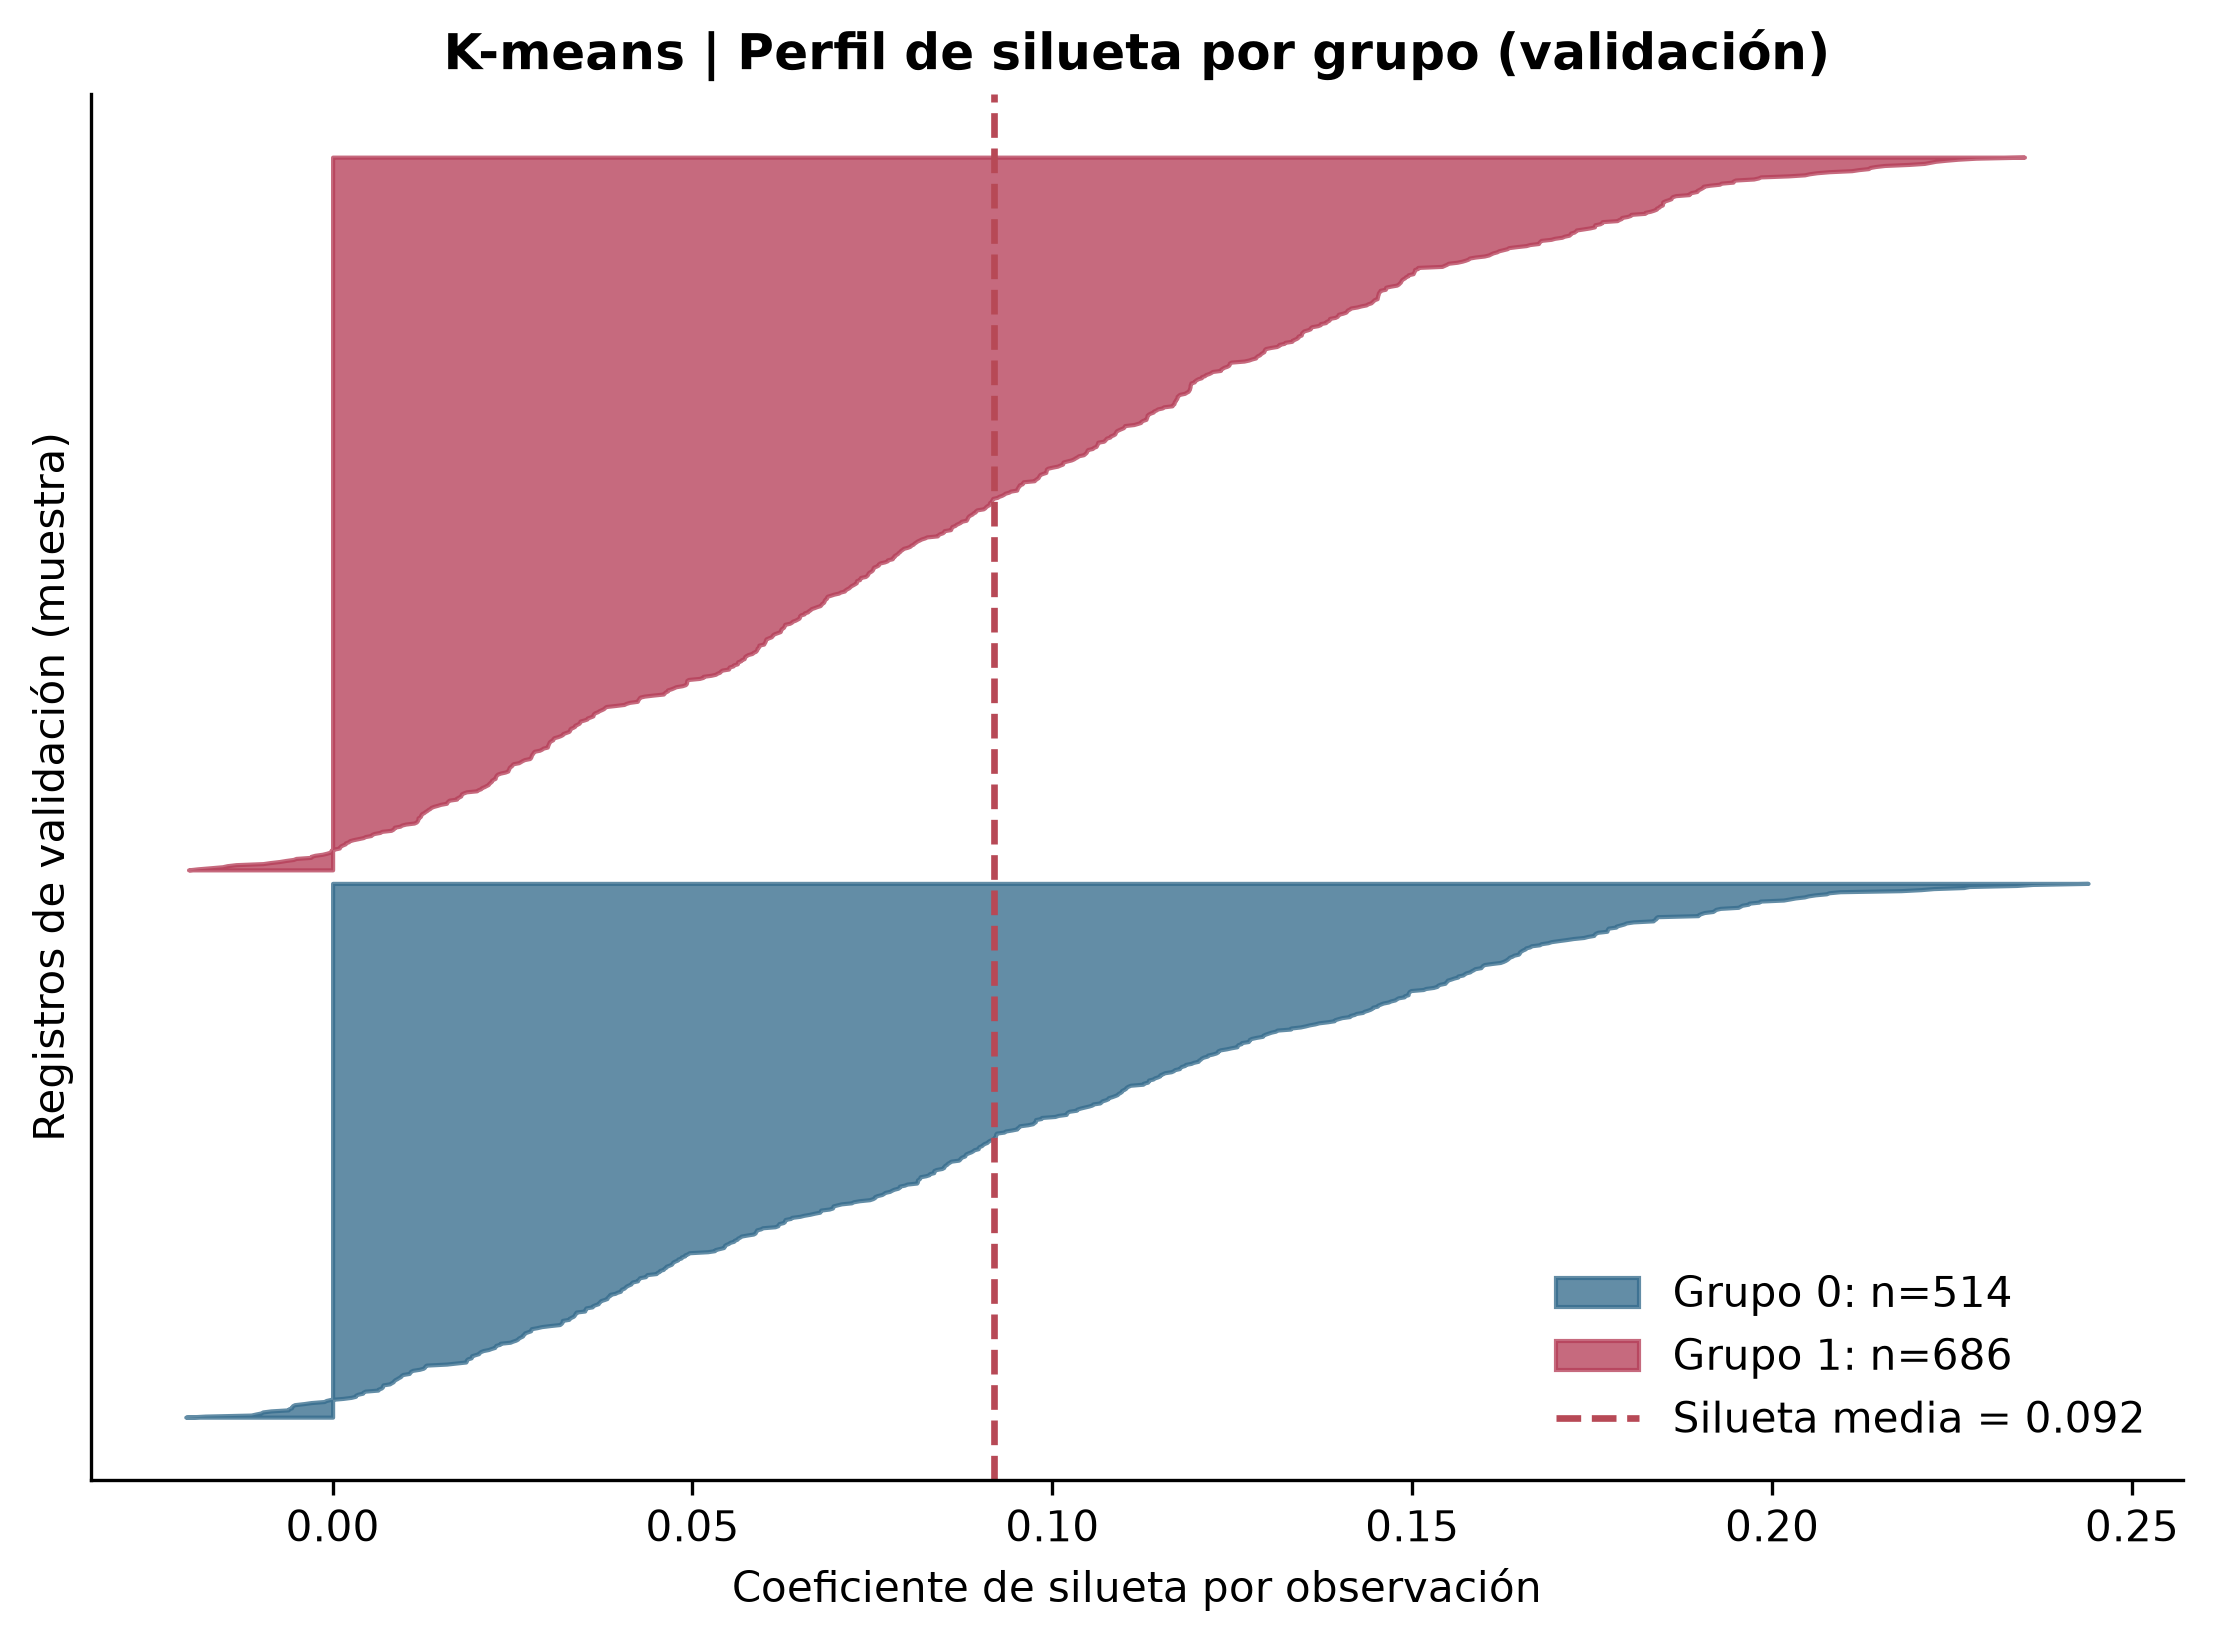 K-means | Perfil de silueta por grupo (validación)
Registros de validación (muestra)
Grupo 0: n=514
Grupo 1: n=686
Silueta media = 0.092
0.00 0.05 0.10 0.15 0.20 0.25
Coeficiente de silueta por observación